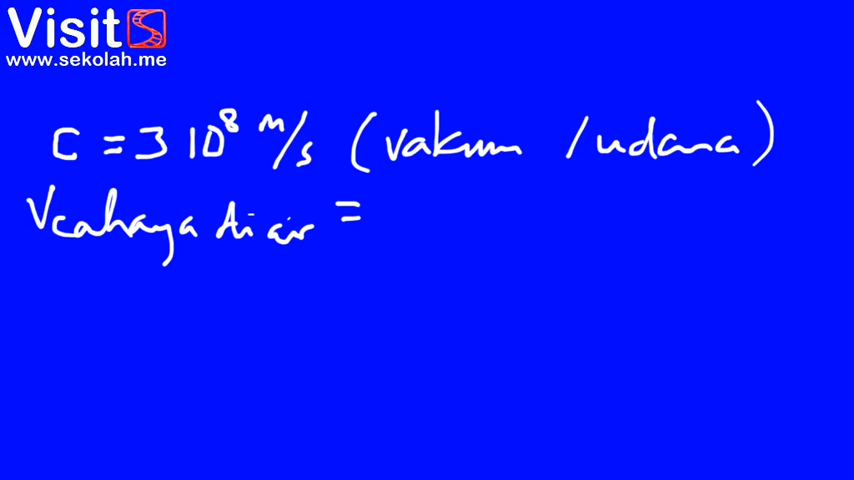 Visit S
www.sekolah.me
C = 3 10⁸ m/s (vakum / udara)
Vcahaya di air =